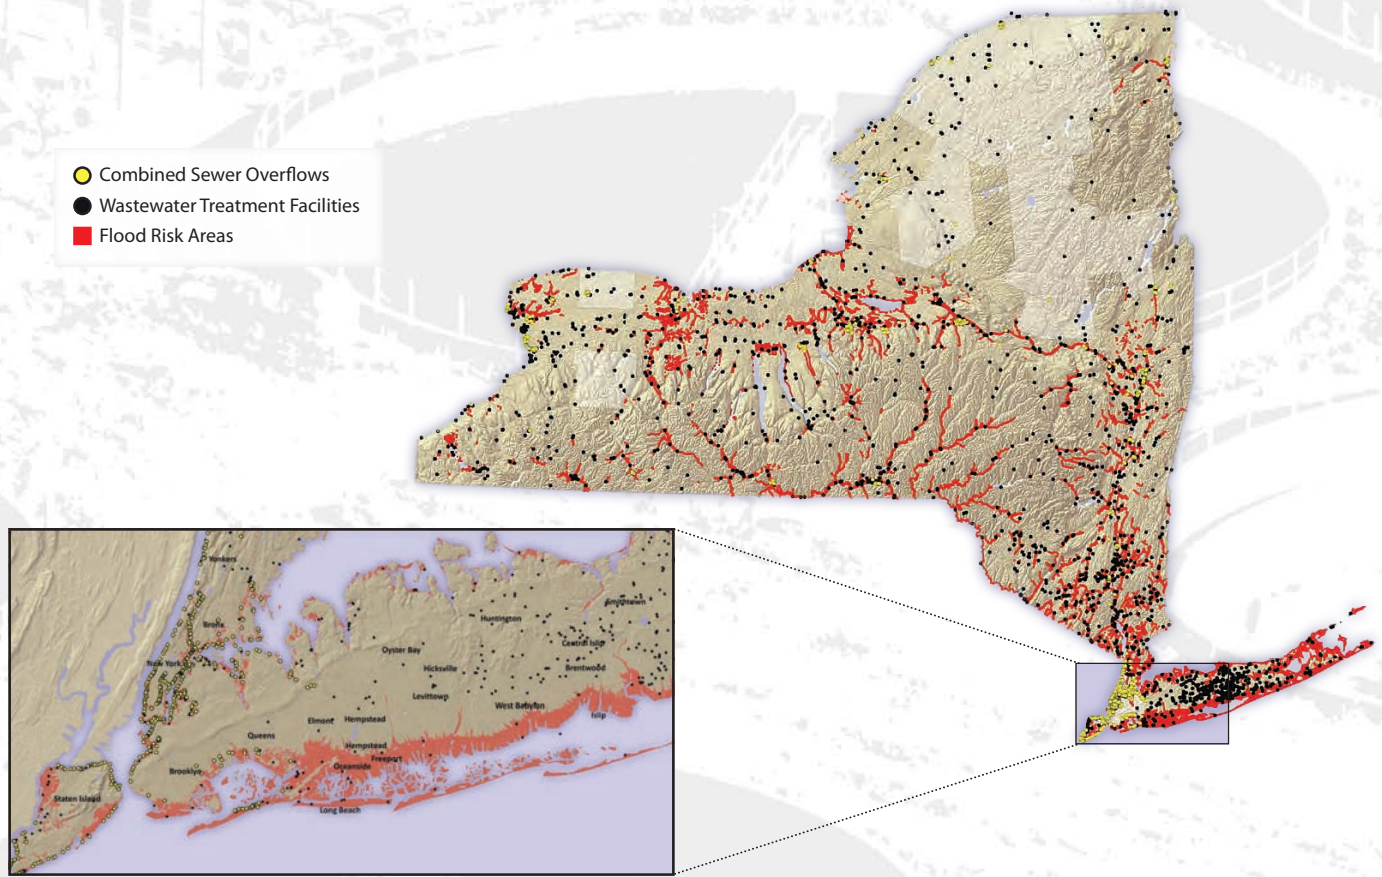 Combined Sewer Overflows
Wastewater Treatment Facilities
Flood Risk Areas
Yonkers
Bronx
New York
Smithtown
Huntington
Central Islip
Oyster Bay
Hicksville
Brentwood
Levittown
West Babylon
Islip
Elmont
Hempstead
Queens
Hempstead
Freeport
Oceanside
Brooklyn
Staten Island
Long Beach